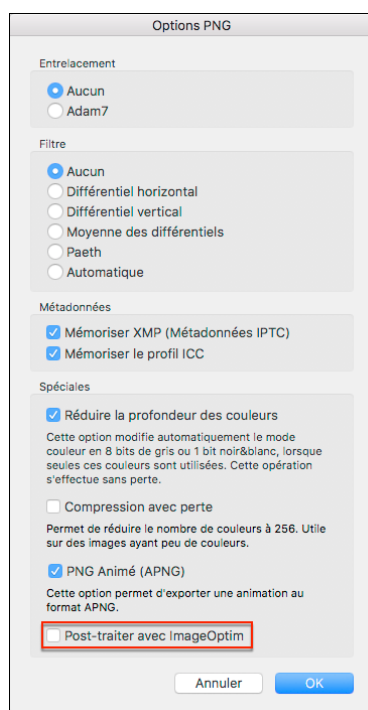 Options PNG
Entrelacement
Aucun
Adam7
Filtre
Aucun
Différentiel horizontal
Différentiel vertical
Moyenne des différentiels
Paeth
Automatique
Métadonnées
Mémoriser XMP (Métadonnées IPTC)
Mémoriser le profil ICC
Spéciales
Réduire la profondeur des couleurs
Cette option modifie automatiquement le mode
couleur en 8 bits de gris ou 1 bit noir&blanc, lorsque
seules ces couleurs sont utilisées. Cette opération
s'effectue sans perte.
Compression avec perte
Permet de réduire le nombre de couleurs à 256. Utile
sur des images ayant peu de couleurs.
PNG Animé (APNG)
Cette option permet d'exporter une animation au
format APNG.
Post-traiter avec ImageOptim
Annuler
OK